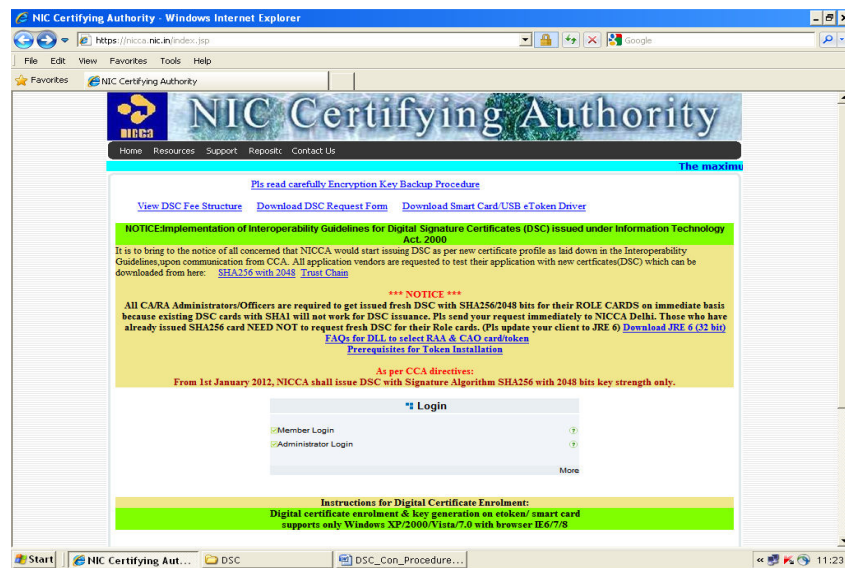 NIC Certifying Authority - Windows Internet Explorer
https://nicca.nic.in/index.jsp
Google
File Edit View Favorites Tools Help
Favorites NIC Certifying Authority
nicca
NIC Certifying Authority
Home Resources Support Repositc Contact Us
The maximu
Pls read carefully Encryption Key Backup Procedure
View DSC Fee Structure Download DSC Request Form Download Smart Card/USB eToken Driver
NOTICE:Implementation of Interoperability Guidelines for Digital Signature Certificates (DSC) issued under Information Technology
Act. 2000
It is to bring to the notice of all concerned that NICCA would start issuing DSC as per new certificate profile as laid down in the Interoperability
Guidelines,upon communication from CCA. All application vendors are requested to test their application with new certficates(DSC) which can be
downloaded from here: SHA256 with 2048 Trust Chain
*** NOTICE ***
All CA/RA Administrators/Officers are required to get issued fresh DSC with SHA256/2048 bits for their ROLE CARDS on immediate basis
because existing DSC cards with SHA1 will not work for DSC issuance. Pls send your request immediately to NICCA Delhi. Those who have
already issued SHA256 card NEED NOT to request fresh DSC for their Role cards. (Pls update your client to JRE 6) Download JRE 6 (32 bit)
FAQs for DLL to select RAA & CAO card/token
Prerequisites for Token Installation
As per CCA directives:
From 1st January 2012, NICCA shall issue DSC with Signature Algorithm SHA256 with 2048 bits key strength only.
Login
Member Login
Administrator Login
More
Instructions for Digital Certificate Enrolment:
Digital certificate enrolment & key generation on etoken/ smart card
supports only Windows XP/2000/Vista/7.0 with browser IE6/7/8
Start NIC Certifying Aut... DSC DSC_Con_Procedure... 11:23